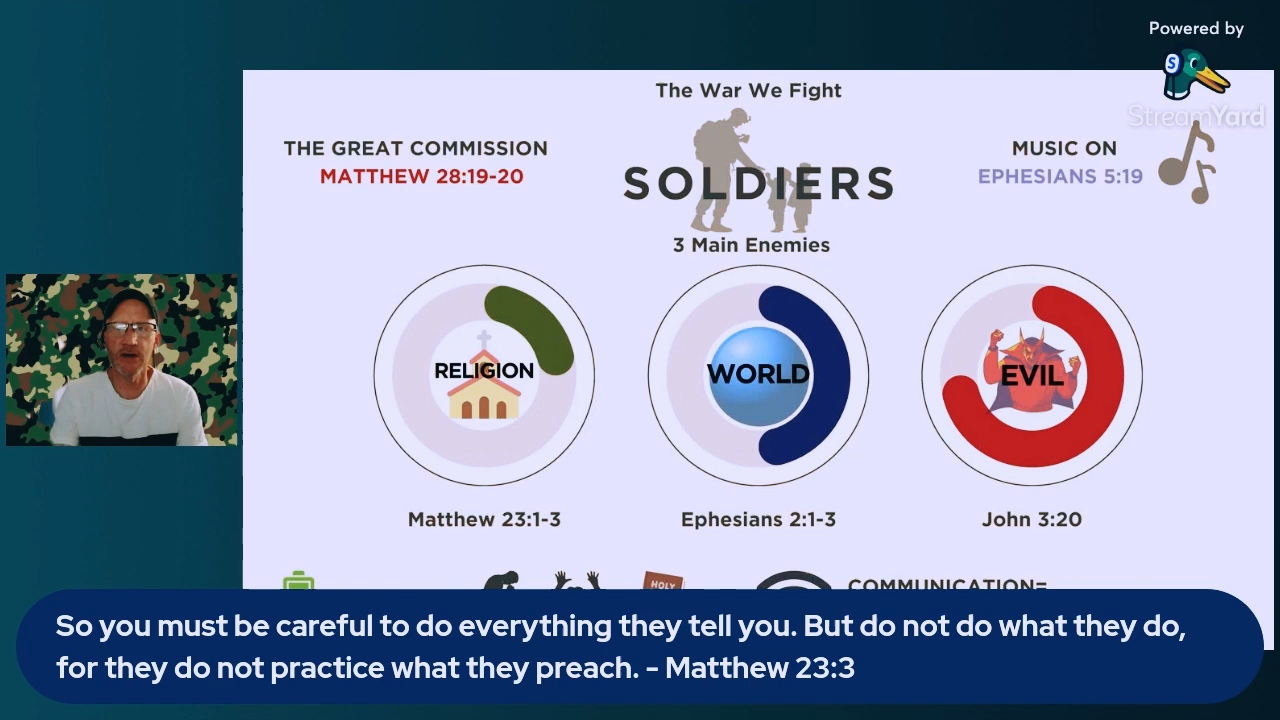 Powered by
StreamYard
S
The War We Fight
THE GREAT COMMISSION
MATTHEW 28:19-20
SOLDIERS
MUSIC ON
EPHESIANS 5:19
3 Main Enemies
RELIGION
WORLD
EVIL
Matthew 23:1-3
Ephesians 2:1-3
John 3:20
HOLY
COMMUNICATION=
So you must be careful to do everything they tell you. But do not do what they do,
for they do not practice what they preach. - Matthew 23:3